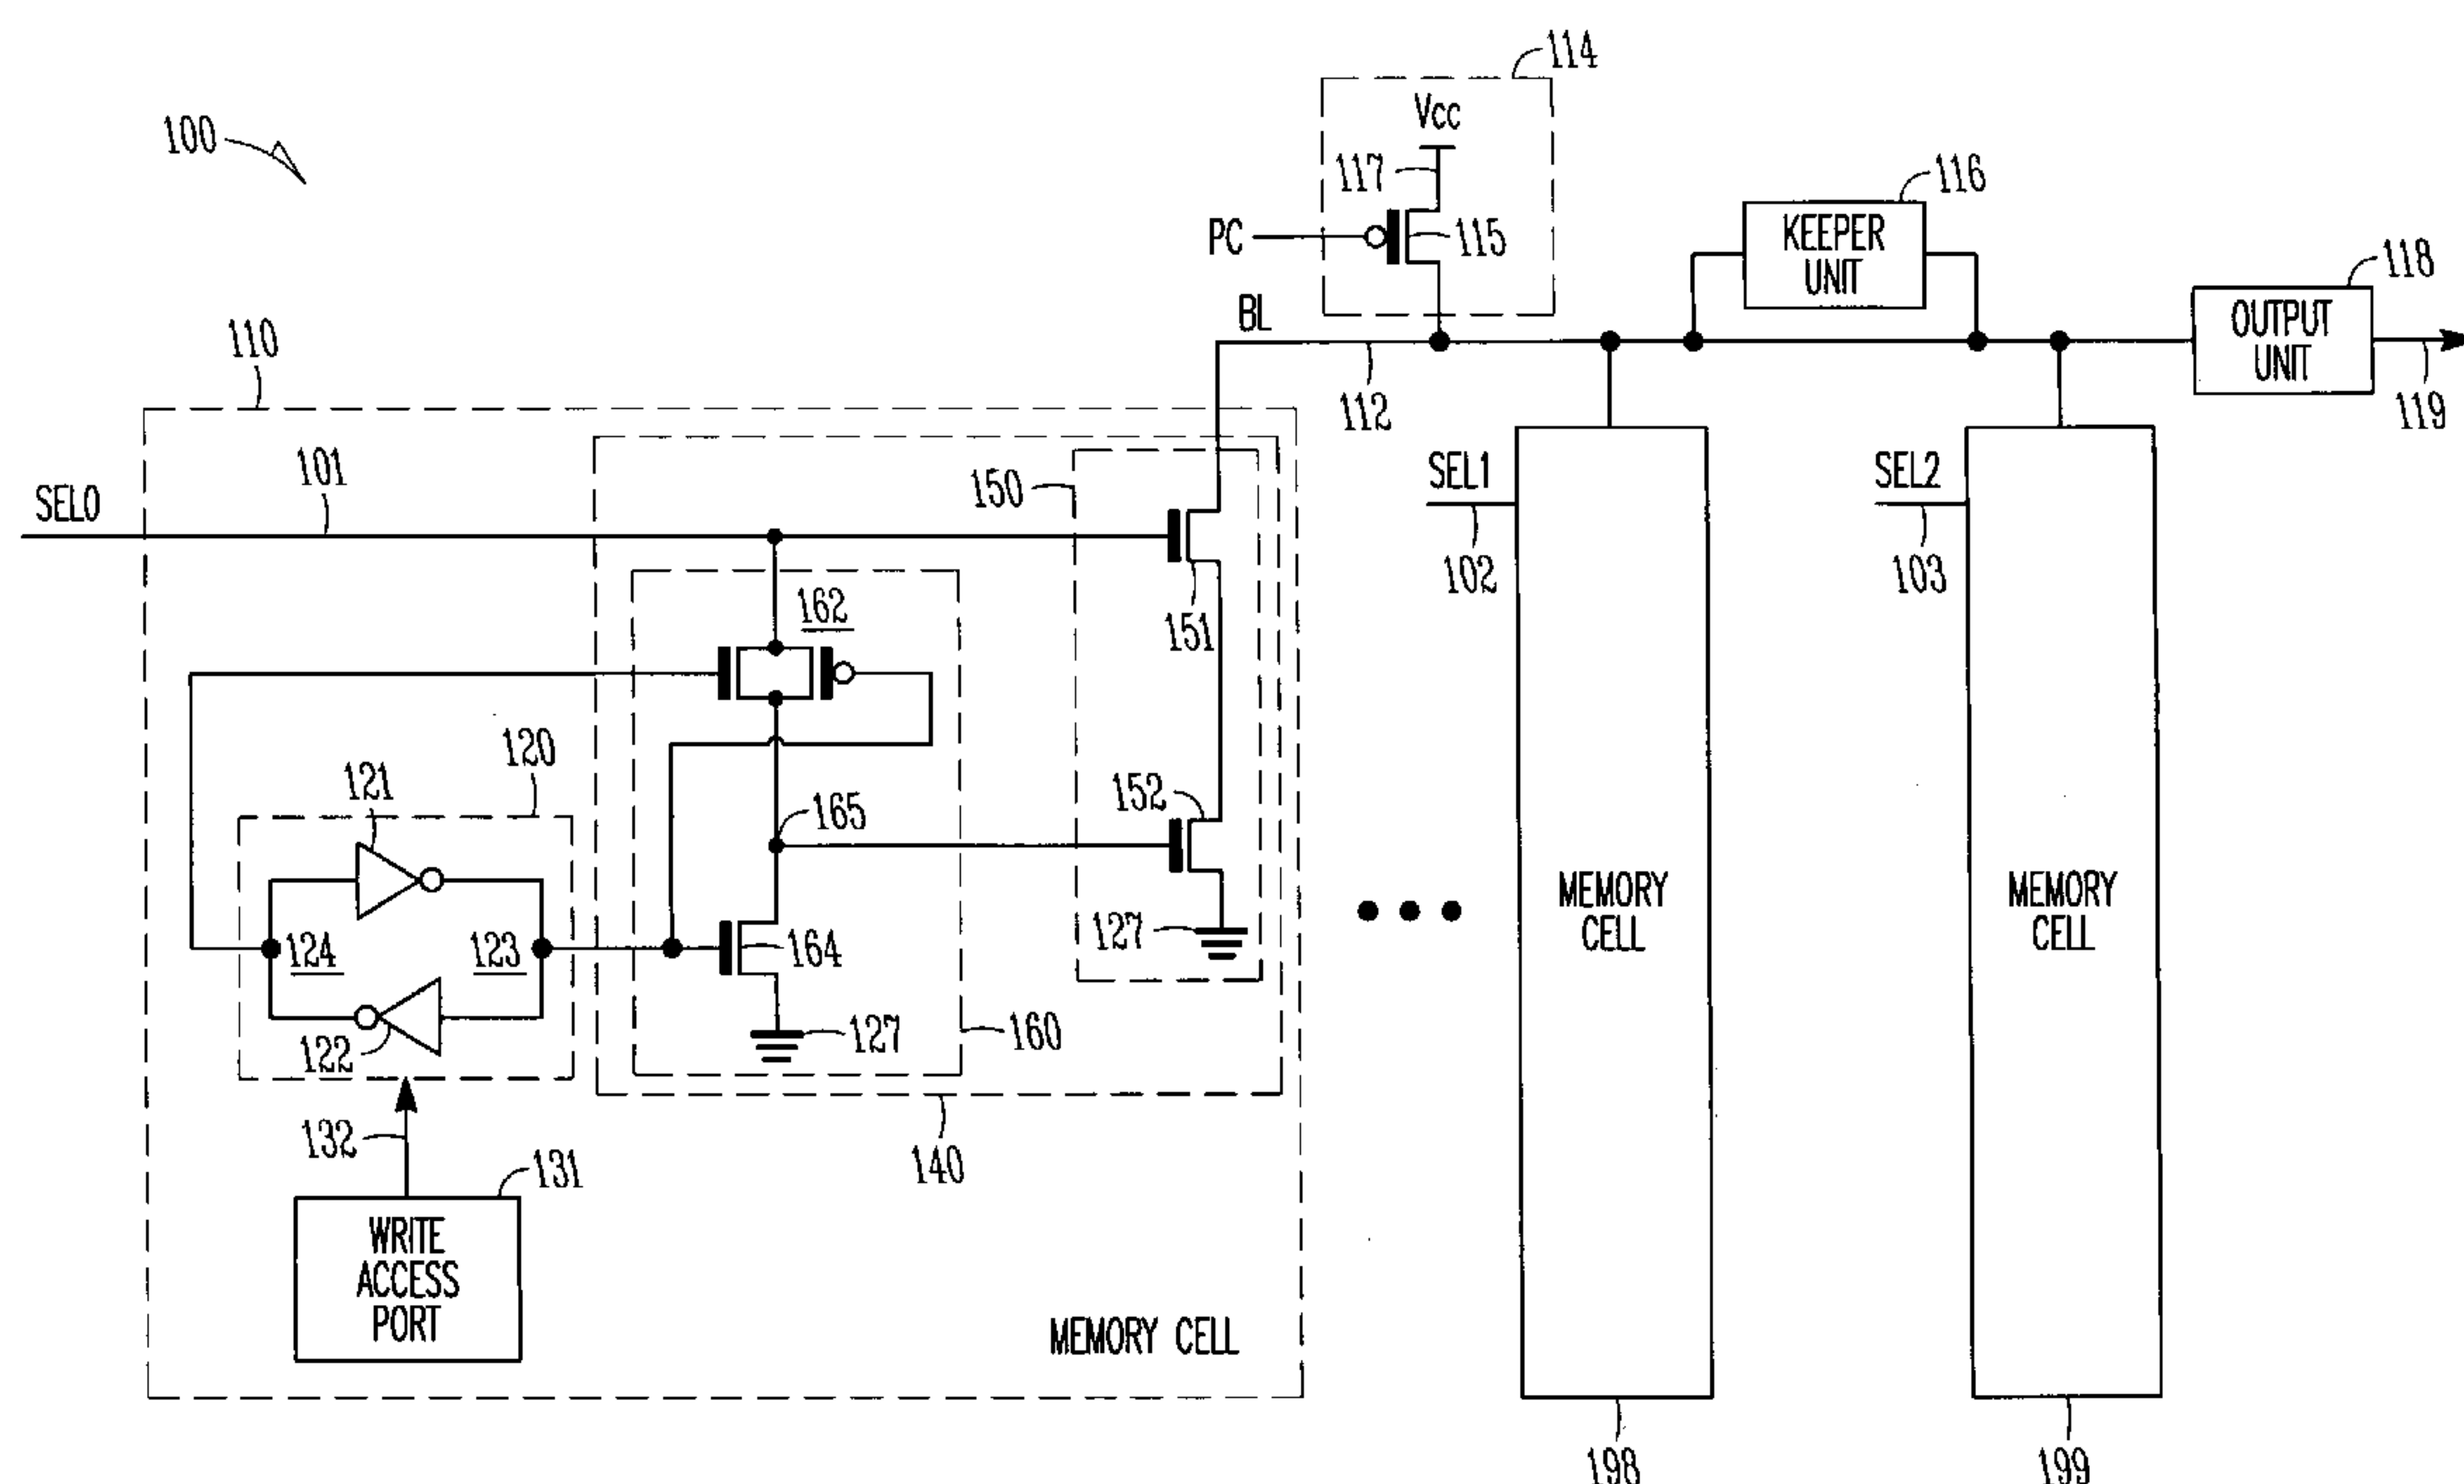 114
Vcc
100
117
116
PC
115
KEEPER
UNIT
118
110
BL
OUTPUT
UNIT
112
119
101
SEL0
150
SEL1
SEL2
102
103
162
151
120
121
152
165
MEMORY
CELL
MEMORY
CELL
124
123
164
127
122
127
160
132
131
140
WRITE
ACCESS
PORT
MEMORY CELL
198
199